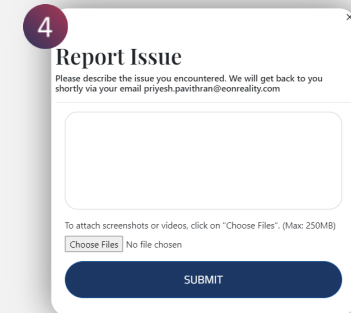 4
×
Report Issue
Please describe the issue you encountered. We will get back to you
shortly via your email priyesh.pavithran@eonreality.com
To attach screenshots or videos, click on "Choose Files". (Max: 250MB)
Choose Files No file chosen
SUBMIT